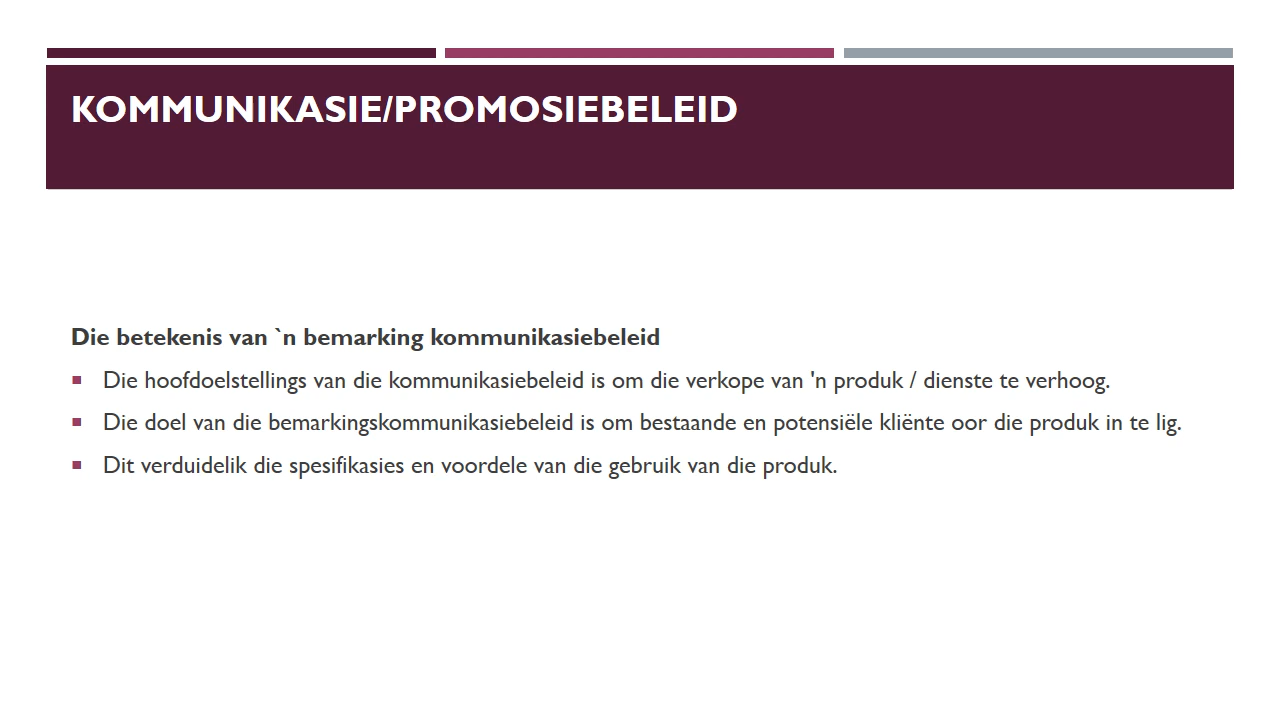 KOMMUNIKASIE/PROMOSIEBELEID
Die betekenis van `n bemarking kommunikasiebeleid
Die hoofdoelstellings van die kommunikasiebeleid is om die verkope van 'n produk / dienste te verhoog.
Die doel van die bemarkingskommunikasiebeleid is om bestaande en potensiële kliënte oor die produk in te lig.
Dit verduidelik die spesifikasies en voordele van die gebruik van die produk.